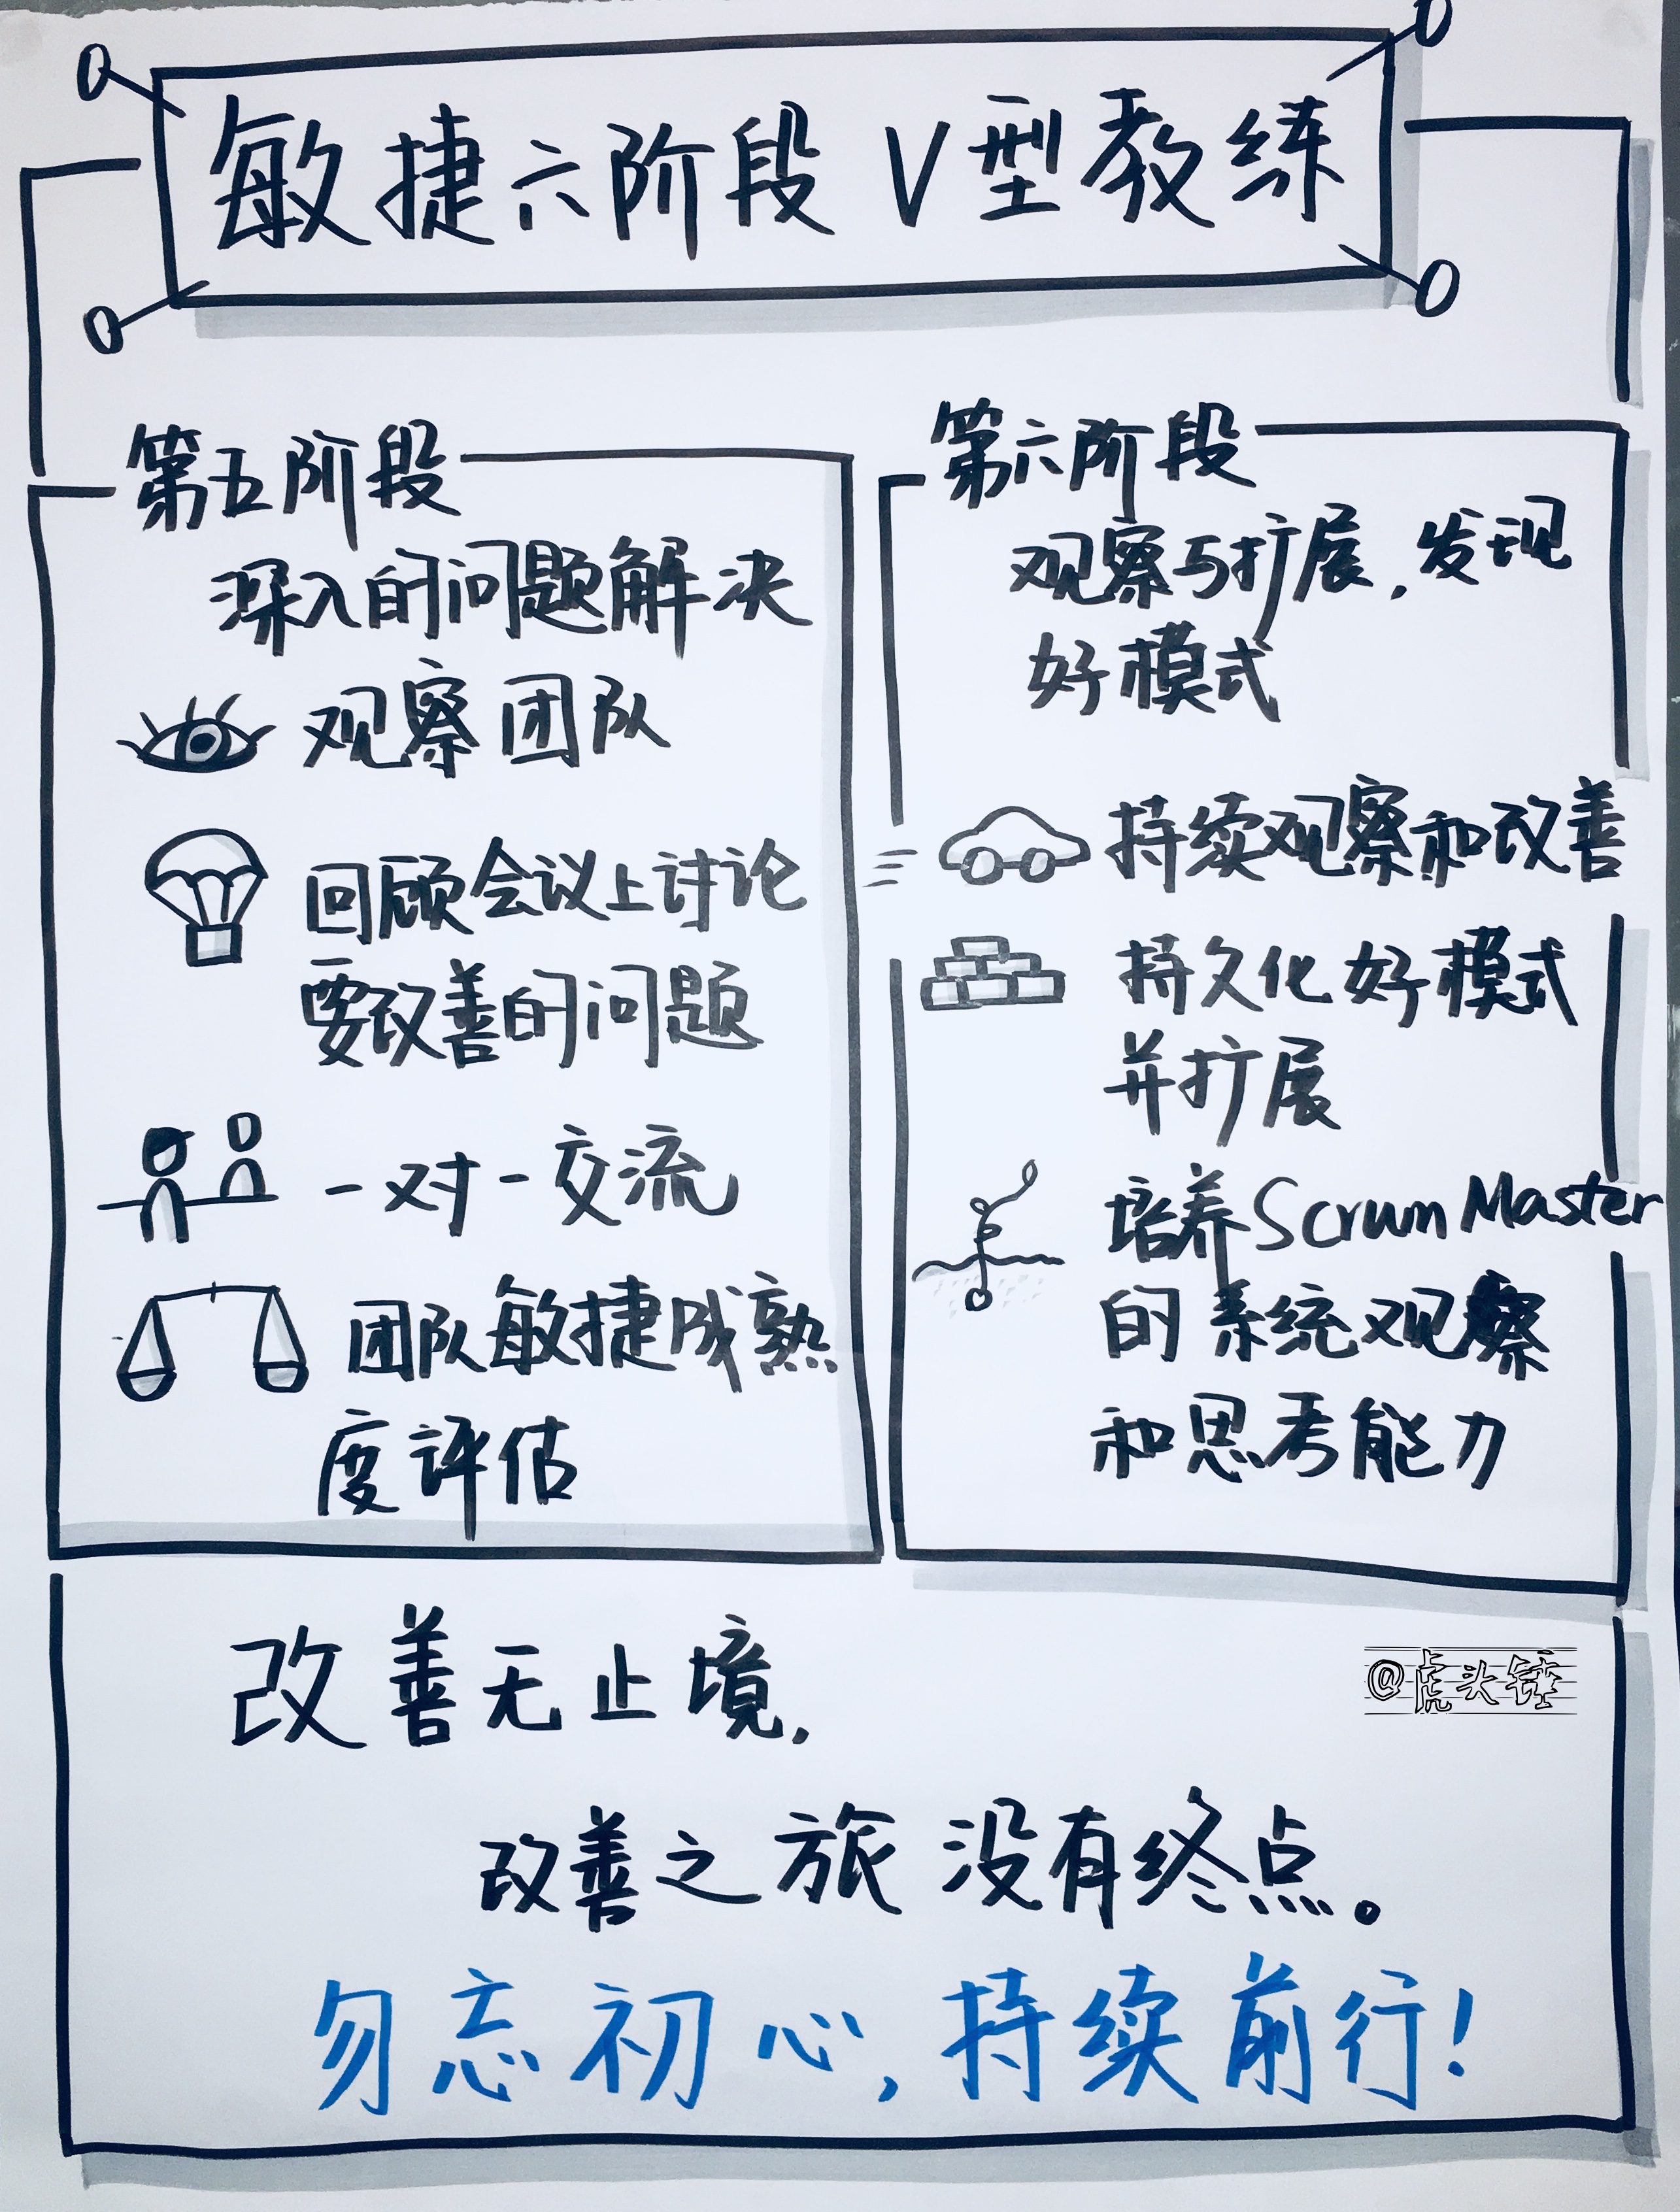 敏捷六阶段 V型教练
第五阶段
深入的问题解决
观察团队
回顾会议上讨论
要改善的问题
一对一交流
团队敏捷成熟
度评估
第六阶段
观察与扩展,发现
好模式
持续观察和改善
持久化好模式
并扩展
培养Scrum Master
的系统观察
和思考能力
改善无止境,
@虎头锤
改善之旅没有终点。
勿忘初心,持续前行!